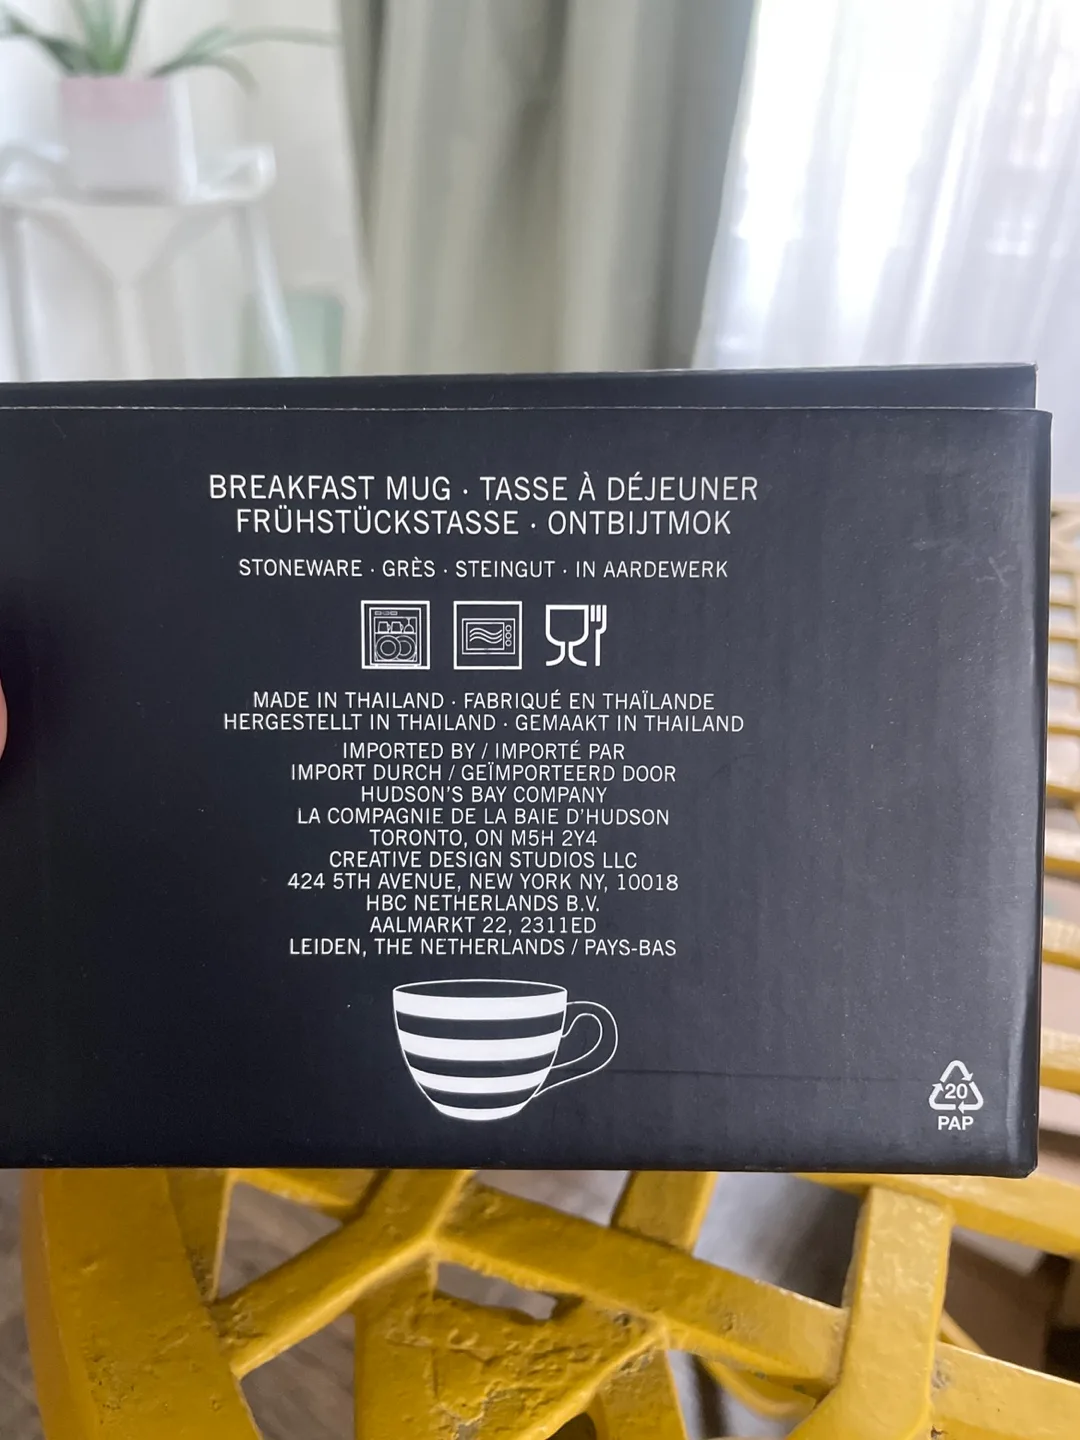 BREAKFAST MUG · TASSE À DÉJEUNER
FRÜHSTÜCKSTASSE · ONTBIJTMOK
STONEWARE · GRÈS · STEINGUT · IN AARDEWERK
MADE IN THAILAND · FABRIQUÉ EN THAÏLANDE
HERGESTELLT IN THAILAND · GEMAAKT IN THAILAND
IMPORTED BY / IMPORTÉ PAR
IMPORT DURCH / GEÏMPORTEERD DOOR
HUDSON'S BAY COMPANY
LA COMPAGNIE DE LA BAIE D'HUDSON
TORONTO, ON M5H 2Y4
CREATIVE DESIGN STUDIOS LLC
424 5TH AVENUE, NEW YORK NY, 10018
HBC NETHERLANDS B.V.
AALMARKT 22, 2311ED
LEIDEN, THE NETHERLANDS / PAYS-BAS
20
PAP